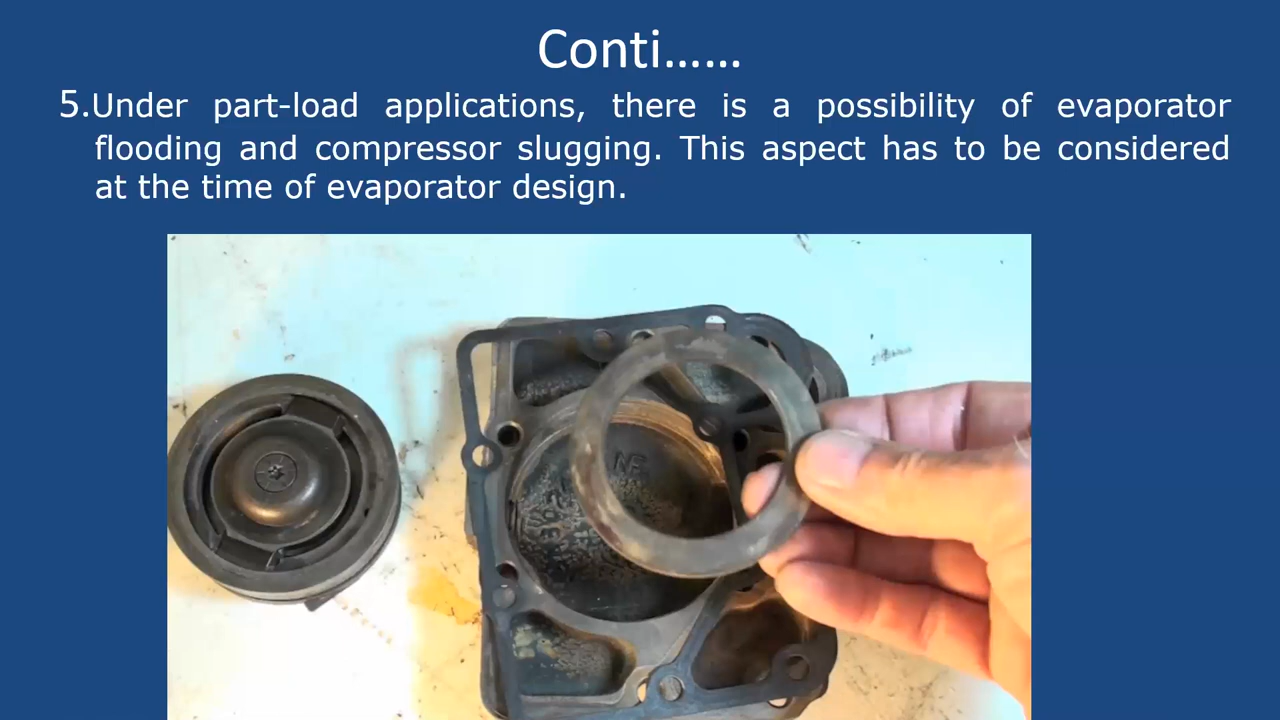 Conti……
5.Under part-load applications, there is a possibility of evaporator
flooding and compressor slugging. This aspect has to be considered
at the time of evaporator design.